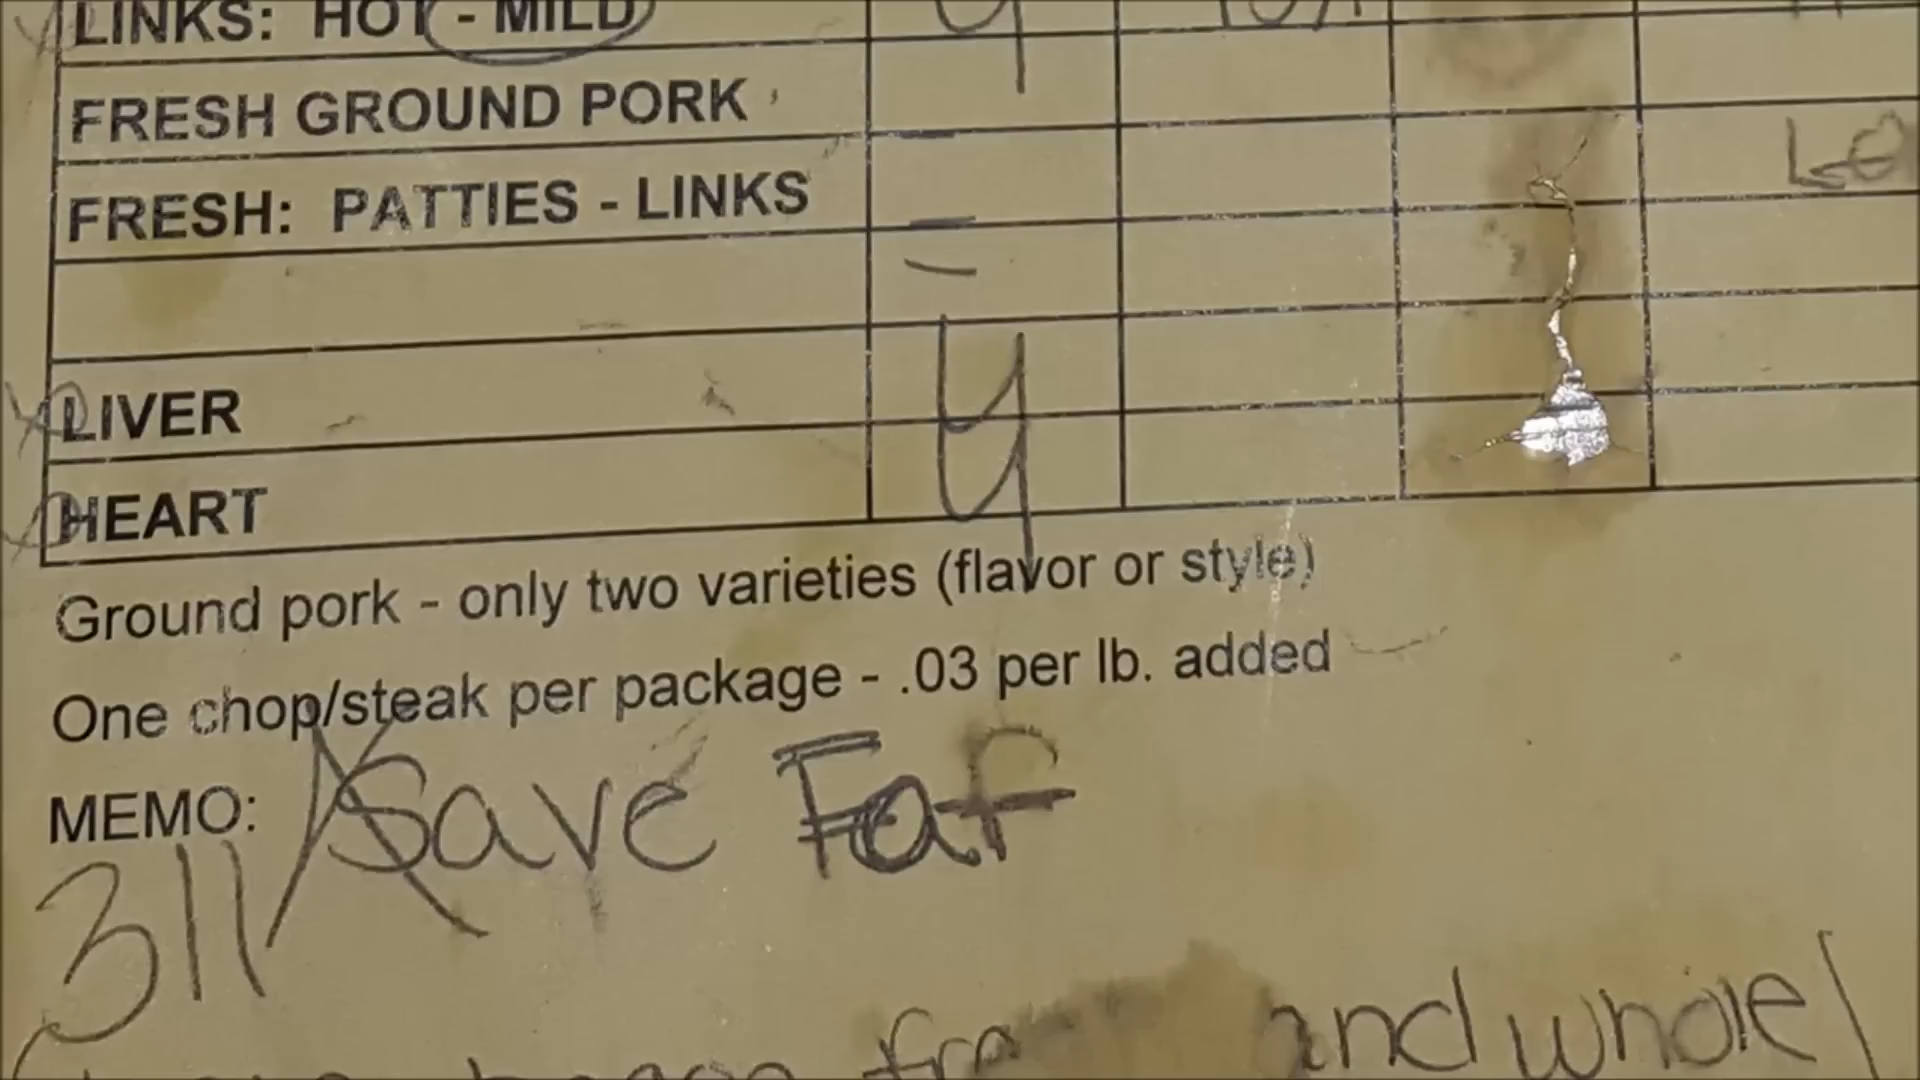 LINKS: HOT - MILD y
FRESH GROUND PORK -
FRESH: PATTIES - LINKS -
-
LIVER y
HEART y
Ground pork - only two varieties (flavor or style)
One chop/steak per package - .03 per lb. added
MEMO: Save Fat
311
and whole